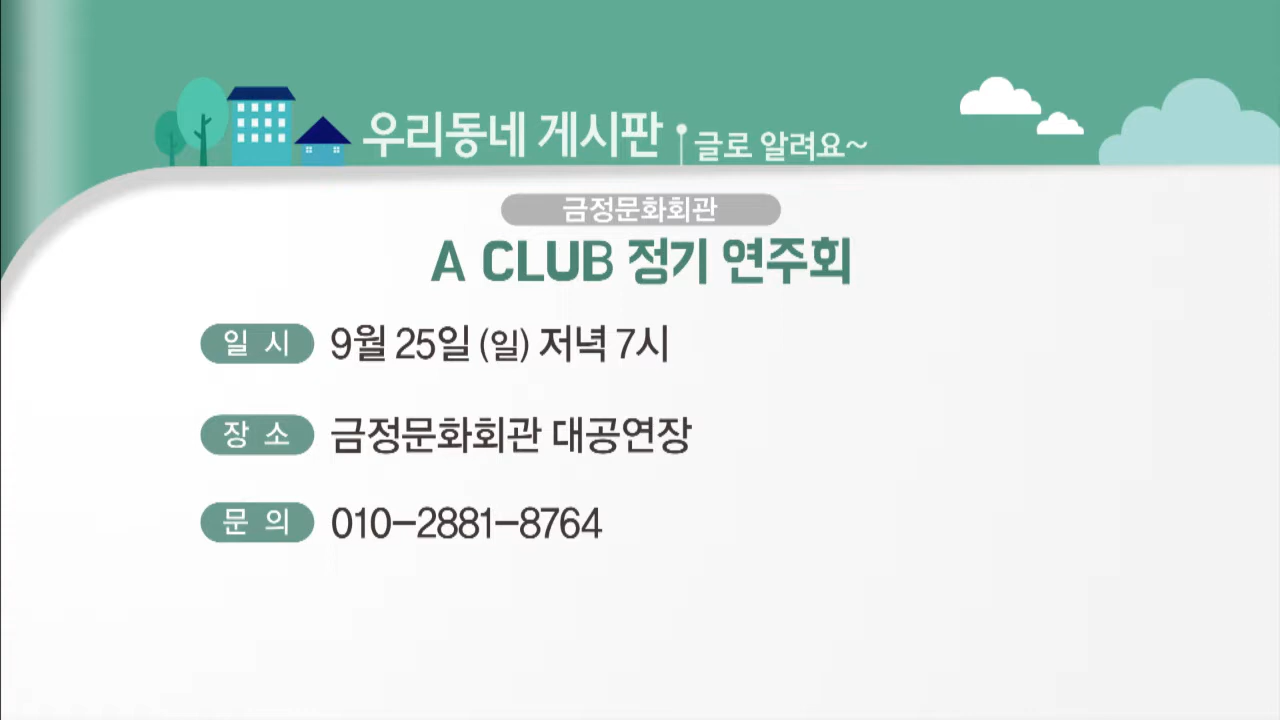 우리동네 게시판 글로 알려요~
금정문화회관
A CLUB 정기 연주회
일 시 9월 25일 (일) 저녁 7시
장 소 금정문화회관 대공연장
문 의 010-2881-8764